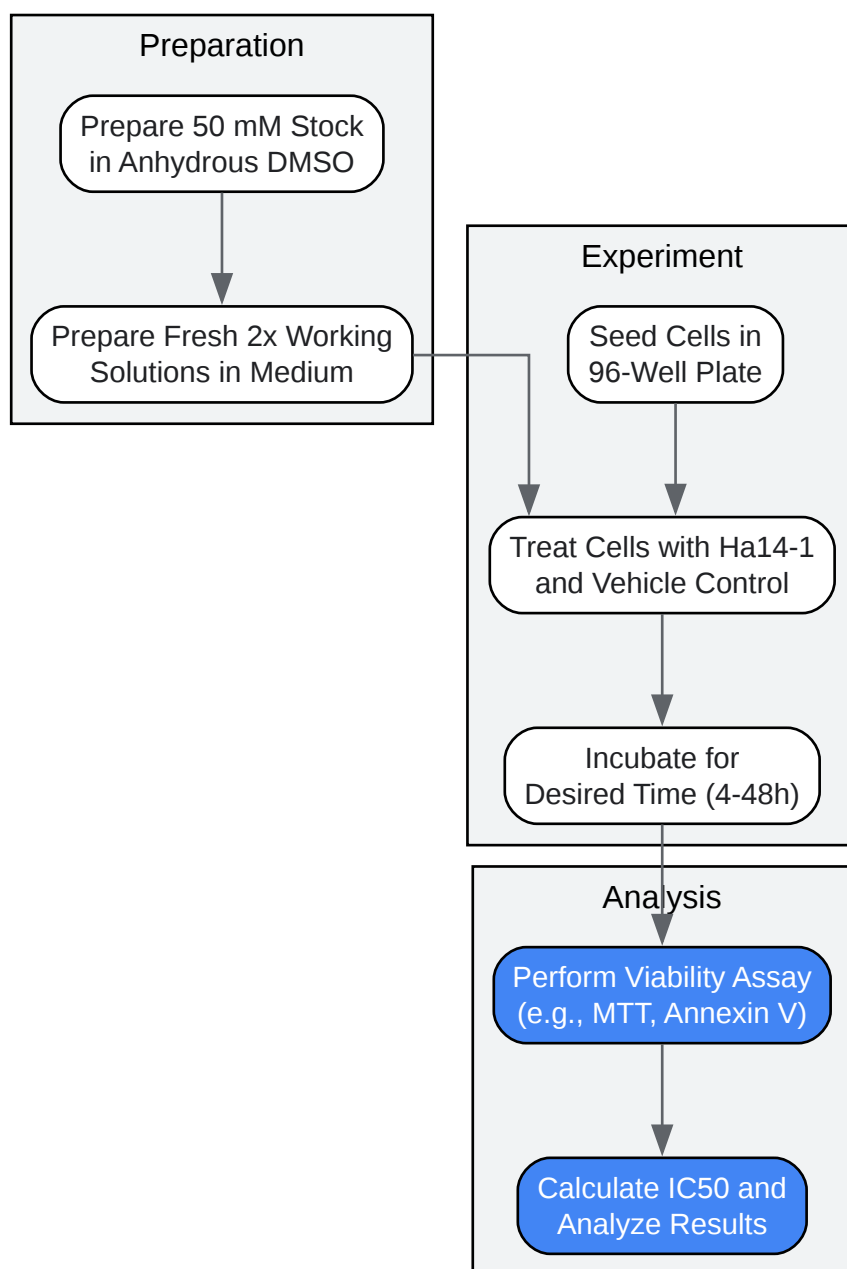 Preparation
Prepare 50 mM Stock
in Anhydrous DMSO
Prepare Fresh 2x Working
Solutions in Medium
Experiment
Seed Cells in
96-Well Plate
Treat Cells with Ha14-1
and Vehicle Control
Incubate for
Desired Time (4-48h)
Analysis
Perform Viability Assay
(e.g., MTT, Annexin V)
Calculate IC50 and
Analyze Results